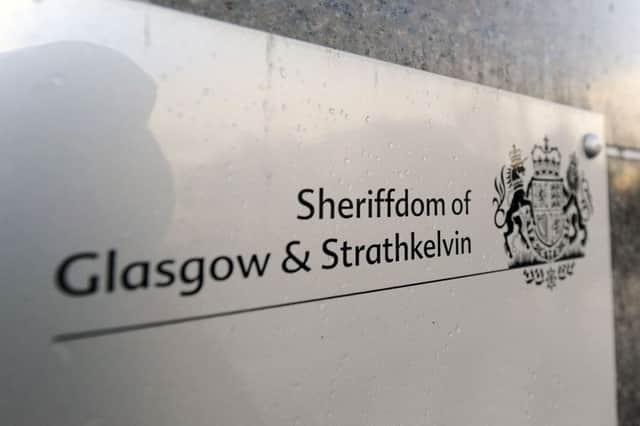 Sheriffdom of
Glasgow & Strathkelvin